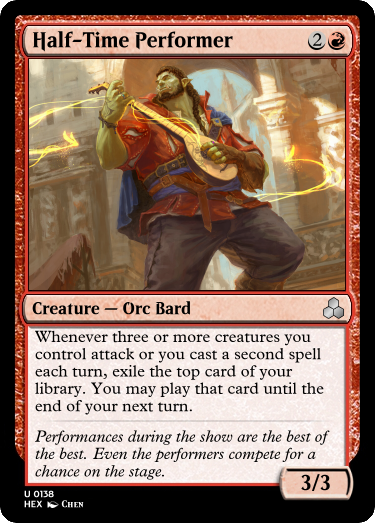 Half-Time Performer 2
Creature — Orc Bard
Whenever three or more creatures you
control attack or you cast a second spell
each turn, exile the top card of your
library. You may play that card until the
end of your next turn.
Performances during the show are the best of
the best. Even the performers compete for a
chance on the stage.
3/3
U 0138
HEX Chen